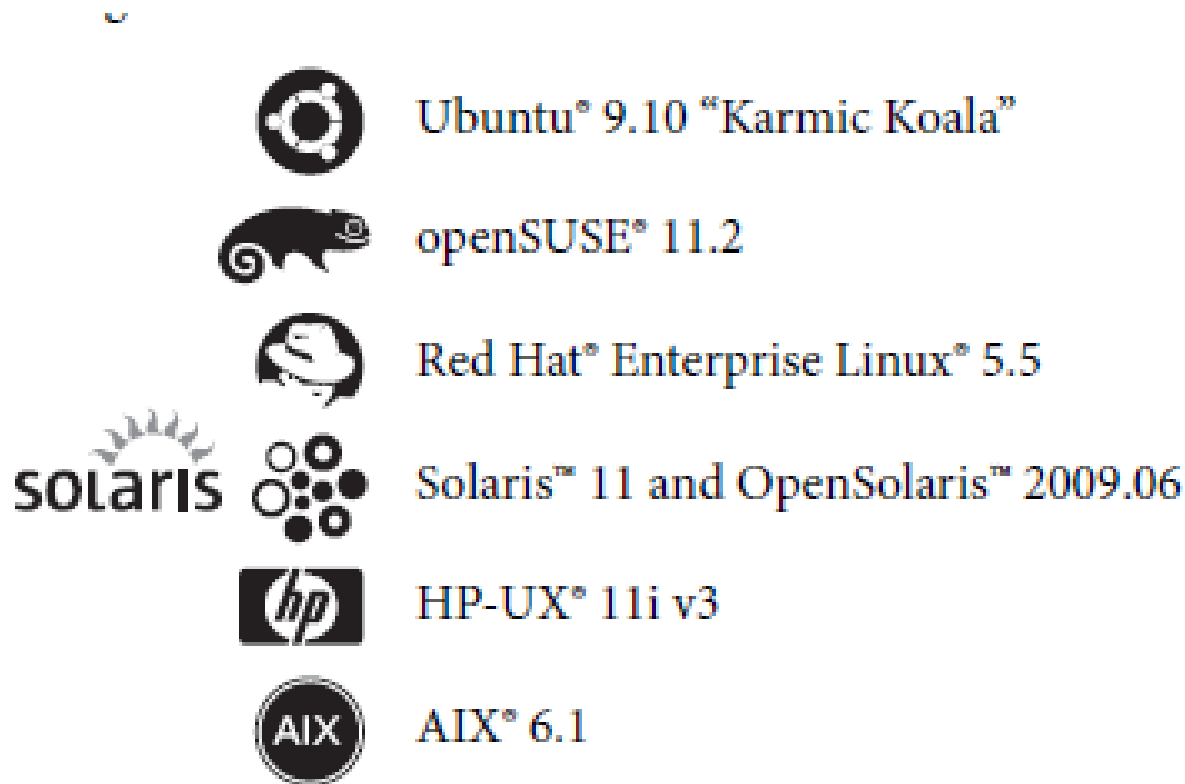 Ubuntu® 9.10 “Karmic Koala”
openSUSE® 11.2
Red Hat® Enterprise Linux® 5.5
solaris Solaris™ 11 and OpenSolaris™ 2009.06
hp HP-UX® 11i v3
AIX AIX® 6.1